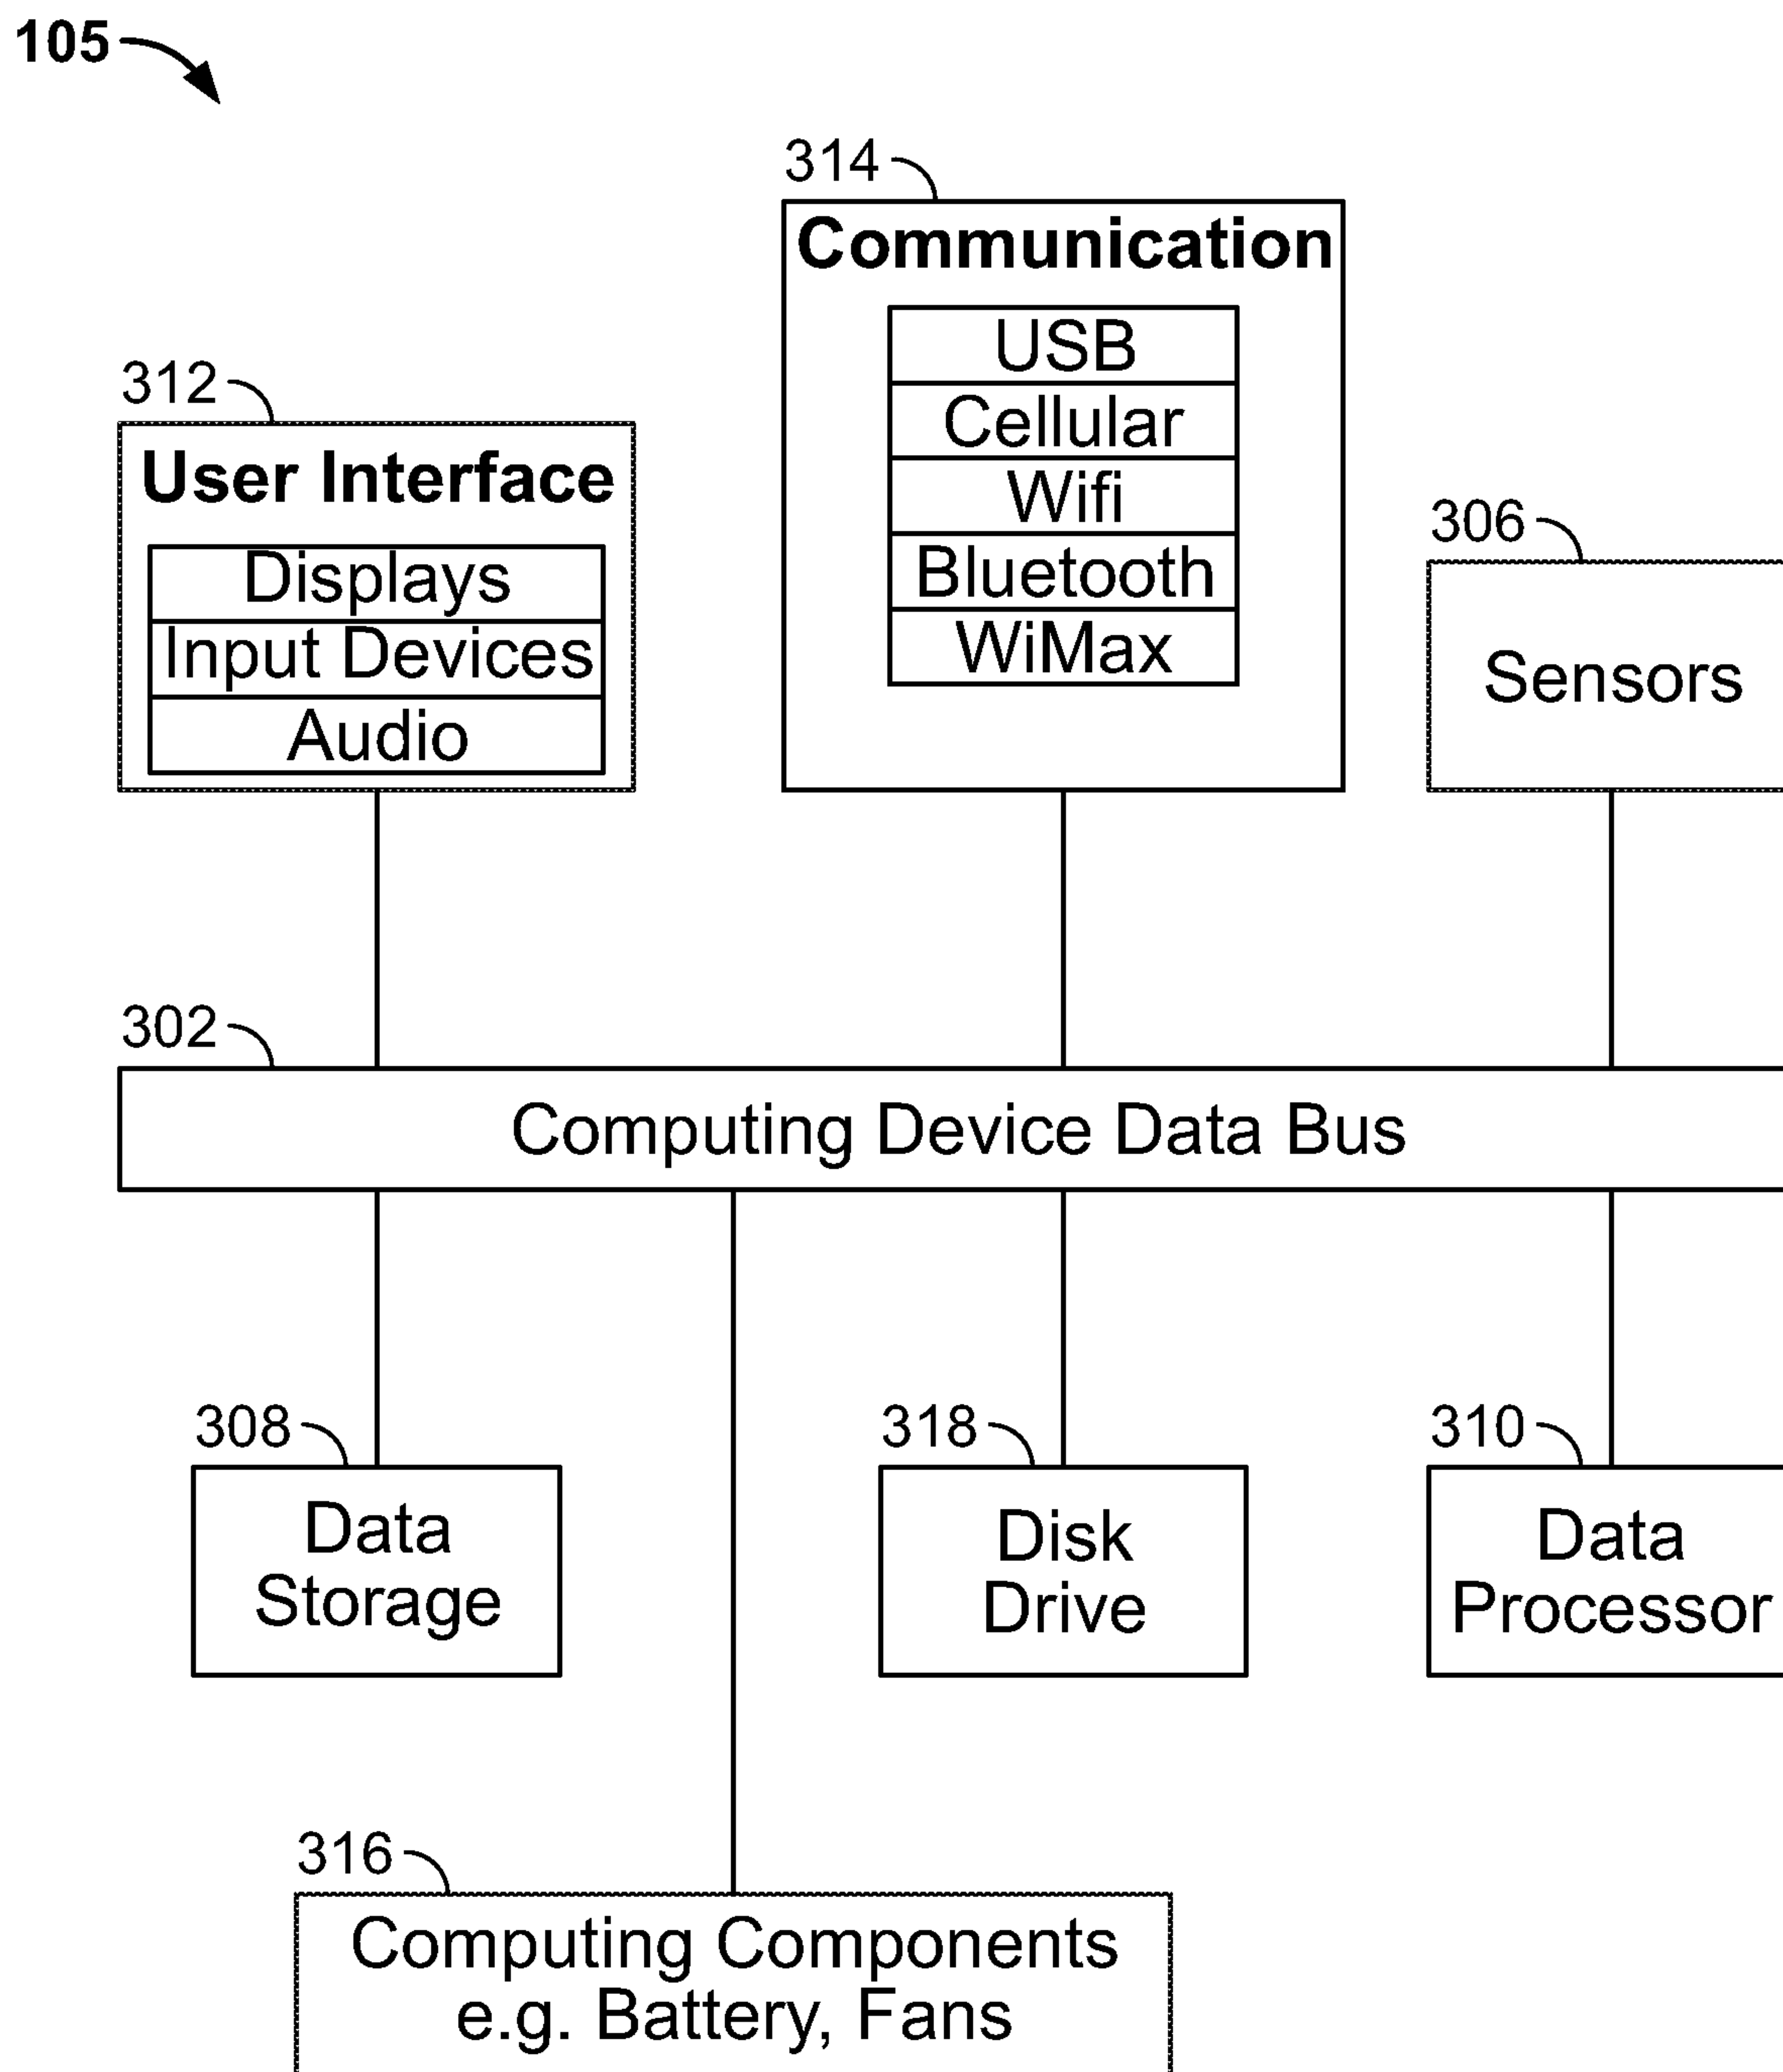 105
314
Communication
USB
Cellular
Wifi
Bluetooth
WiMax
312
User Interface
Displays
Input Devices
Audio
306
Sensors
302
Computing Device Data Bus
308
Data
Storage
318
Disk
Drive
310
Data
Processor
316
Computing Components
e.g. Battery, Fans